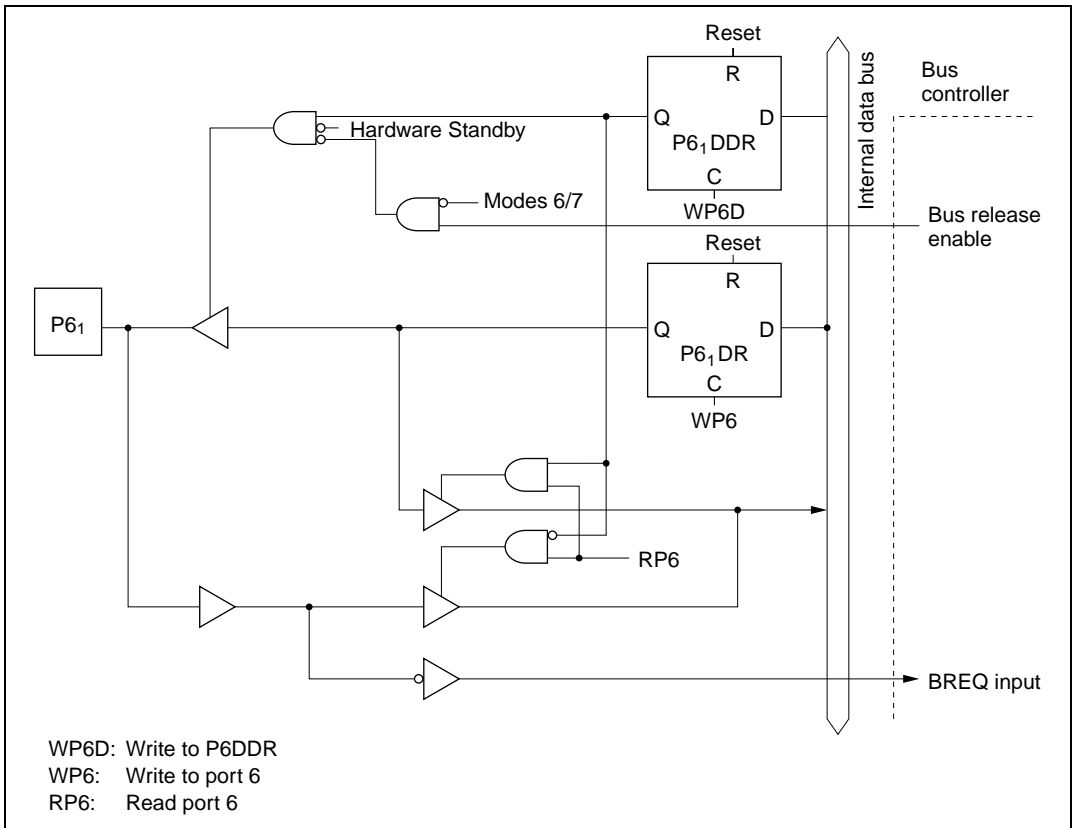 Reset
R
Q
D
P6₁DDR
C
WP6D
Hardware Standby
Modes 6/7
Internal data bus
Bus
controller
Bus release
enable
Reset
R
Q
D
P6₁DR
C
WP6
P6₁
RP6
BREQ input
WP6D: Write to P6DDR
WP6: Write to port 6
RP6: Read port 6